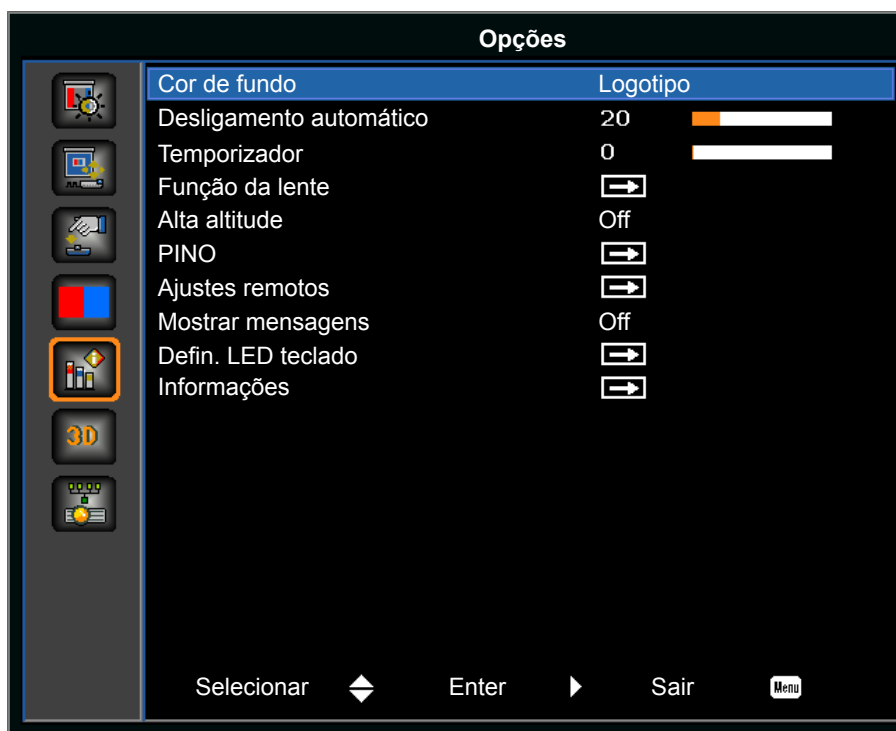 Opções
Cor de fundo Logotipo
Desligamento automático 20
Temporizador 0
Função da lente
Alta altitude Off
PINO
Ajustes remotos
Mostrar mensagens Off
Defin. LED teclado
Informações
3D
Selecionar Enter Sair Menu